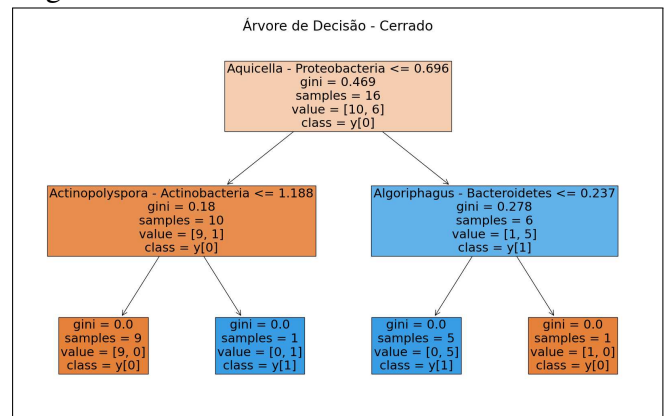 Árvore de Decisão - Cerrado
Aquicella - Proteobacteria <= 0.696
gini = 0.469
samples = 16
value = [10, 6]
class = y[0]
Actinopolyspora - Actinobacteria <= 1.188
gini = 0.18
samples = 10
value = [9, 1]
class = y[0]
Algoriphagus - Bacteroidetes <= 0.237
gini = 0.278
samples = 6
value = [1, 5]
class = y[1]
gini = 0.0
samples = 9
value = [9, 0]
class = y[0]
gini = 0.0
samples = 1
value = [0, 1]
class = y[1]
gini = 0.0
samples = 5
value = [0, 5]
class = y[1]
gini = 0.0
samples = 1
value = [1, 0]
class = y[0]